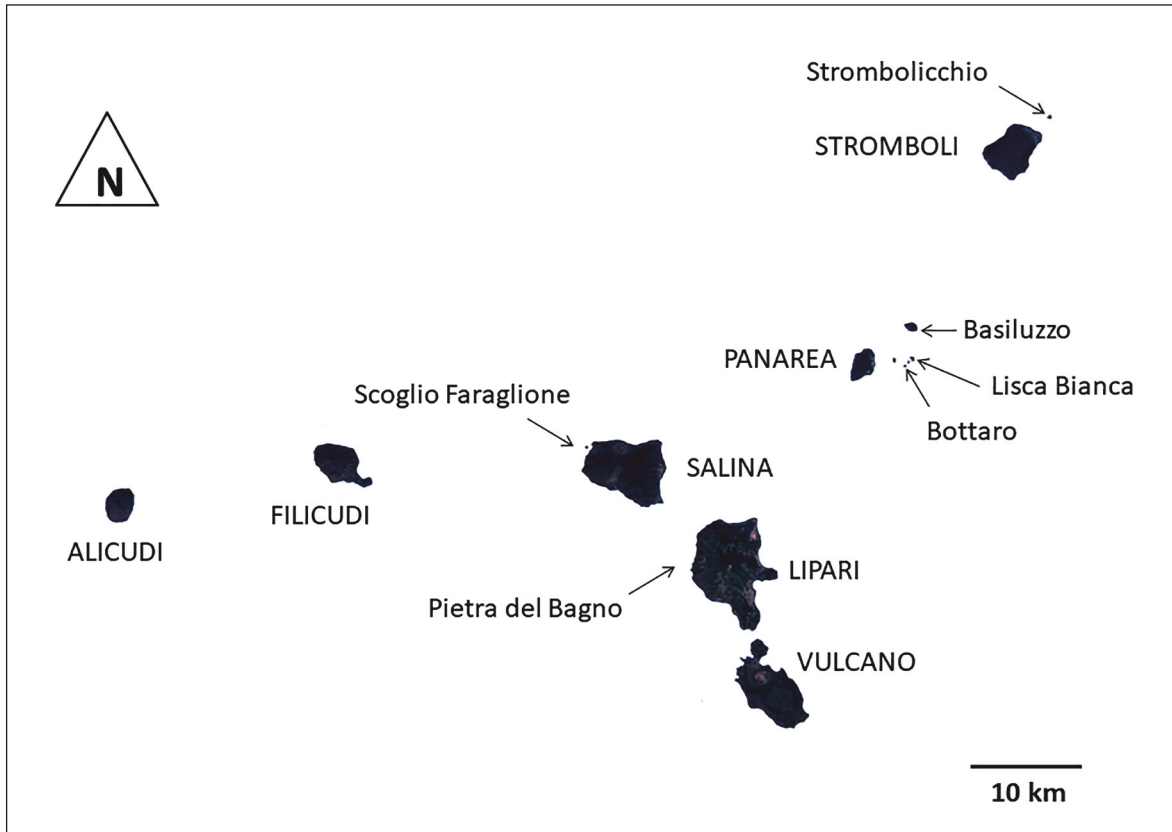 Strombolicchio
STROMBOLI
N
Basiluzzo
PANAREA
Lisca Bianca
Scoglio Faraglione
Bottaro
SALINA
FILICUDI
ALICUDI
LIPARI
Pietra del Bagno
VULCANO
10 km